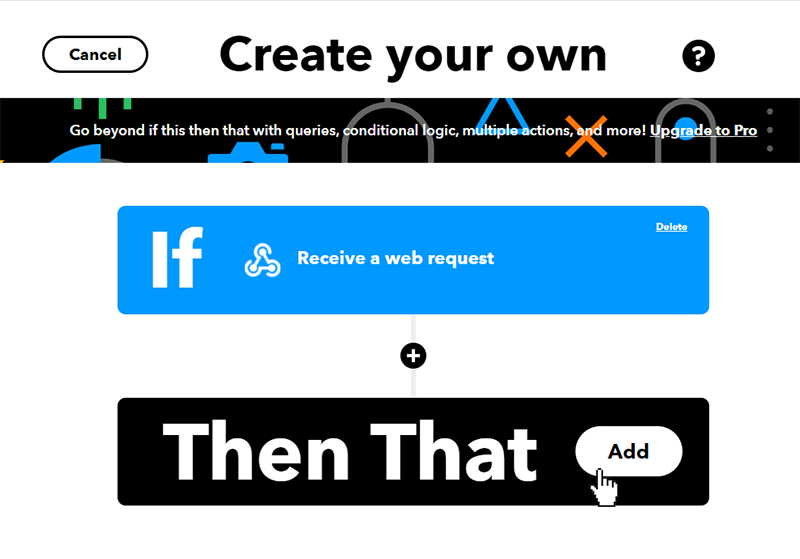 Cancel
Create your own
?
Go beyond if this then that with queries, conditional logic, multiple actions, and more! Upgrade to Pro
If
Receive a web request
Delete
Then That
Add